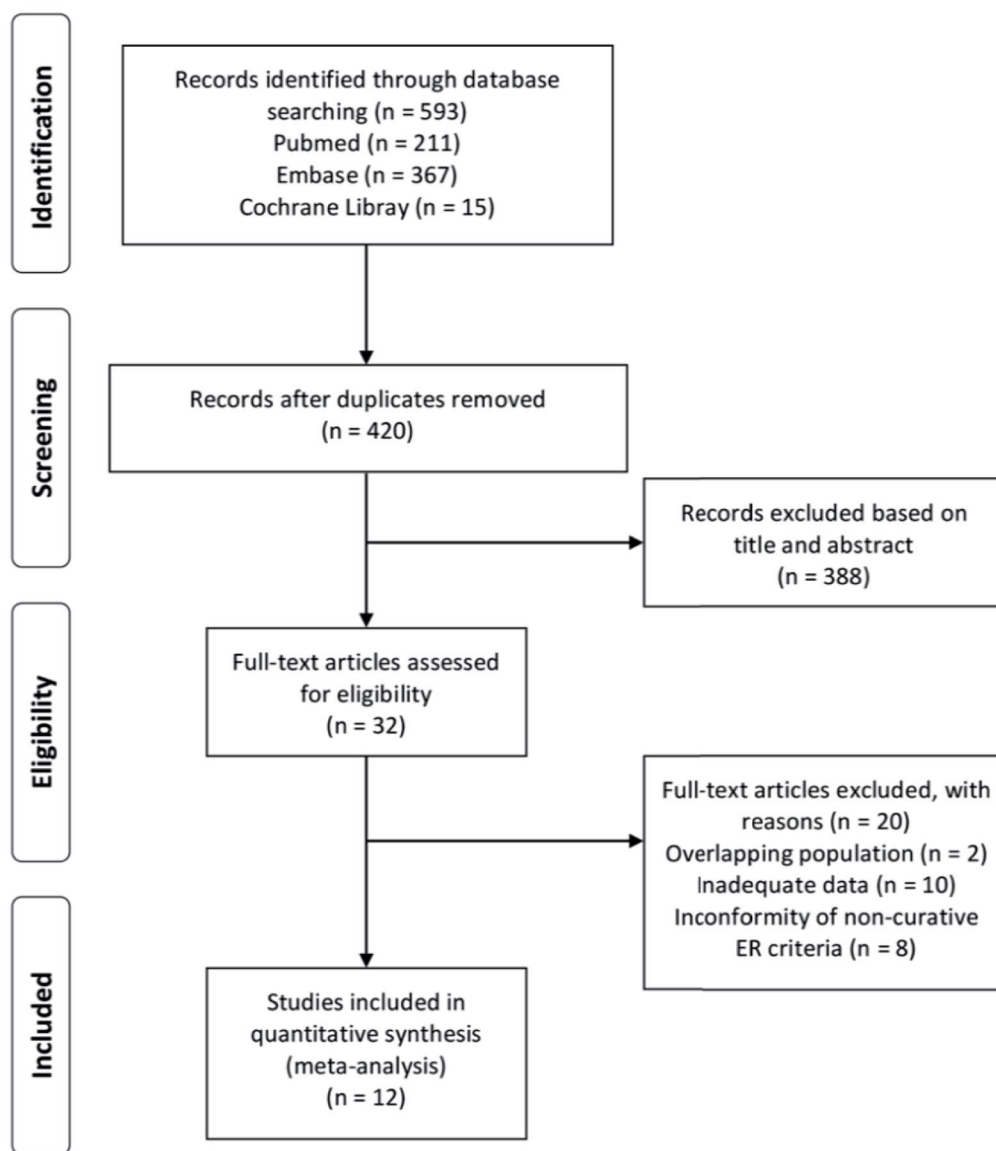 Identification
Records identified through database
searching (n = 593)
Pubmed (n = 211)
Embase (n = 367)
Cochrane Libray (n = 15)
Screening
Records after duplicates removed
(n = 420)
Records excluded based on
title and abstract
(n = 388)
Eligibility
Full-text articles assessed
for eligibility
(n = 32)
Full-text articles excluded, with
reasons (n = 20)
Overlapping population (n = 2)
Inadequate data (n = 10)
Inconformity of non-curative
ER criteria (n = 8)
Included
Studies included in
quantitative synthesis
(meta-analysis)
(n = 12)